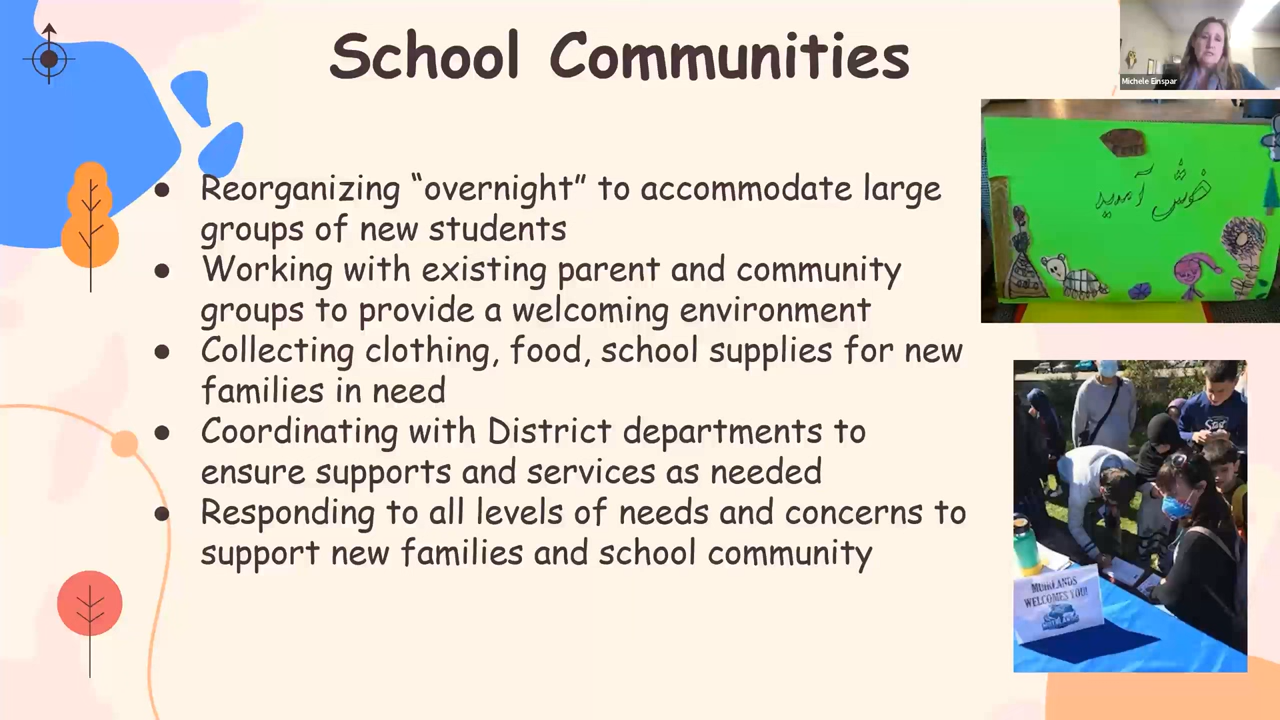 School Communities
Michele Einspar
● Reorganizing “overnight” to accommodate large
groups of new students
● Working with existing parent and community
groups to provide a welcoming environment
● Collecting clothing, food, school supplies for new
families in need
● Coordinating with District departments to
ensure supports and services as needed
● Responding to all levels of needs and concerns to
support new families and school community
خوش آمدید
MUIRLANDS
WELCOMES YOU!